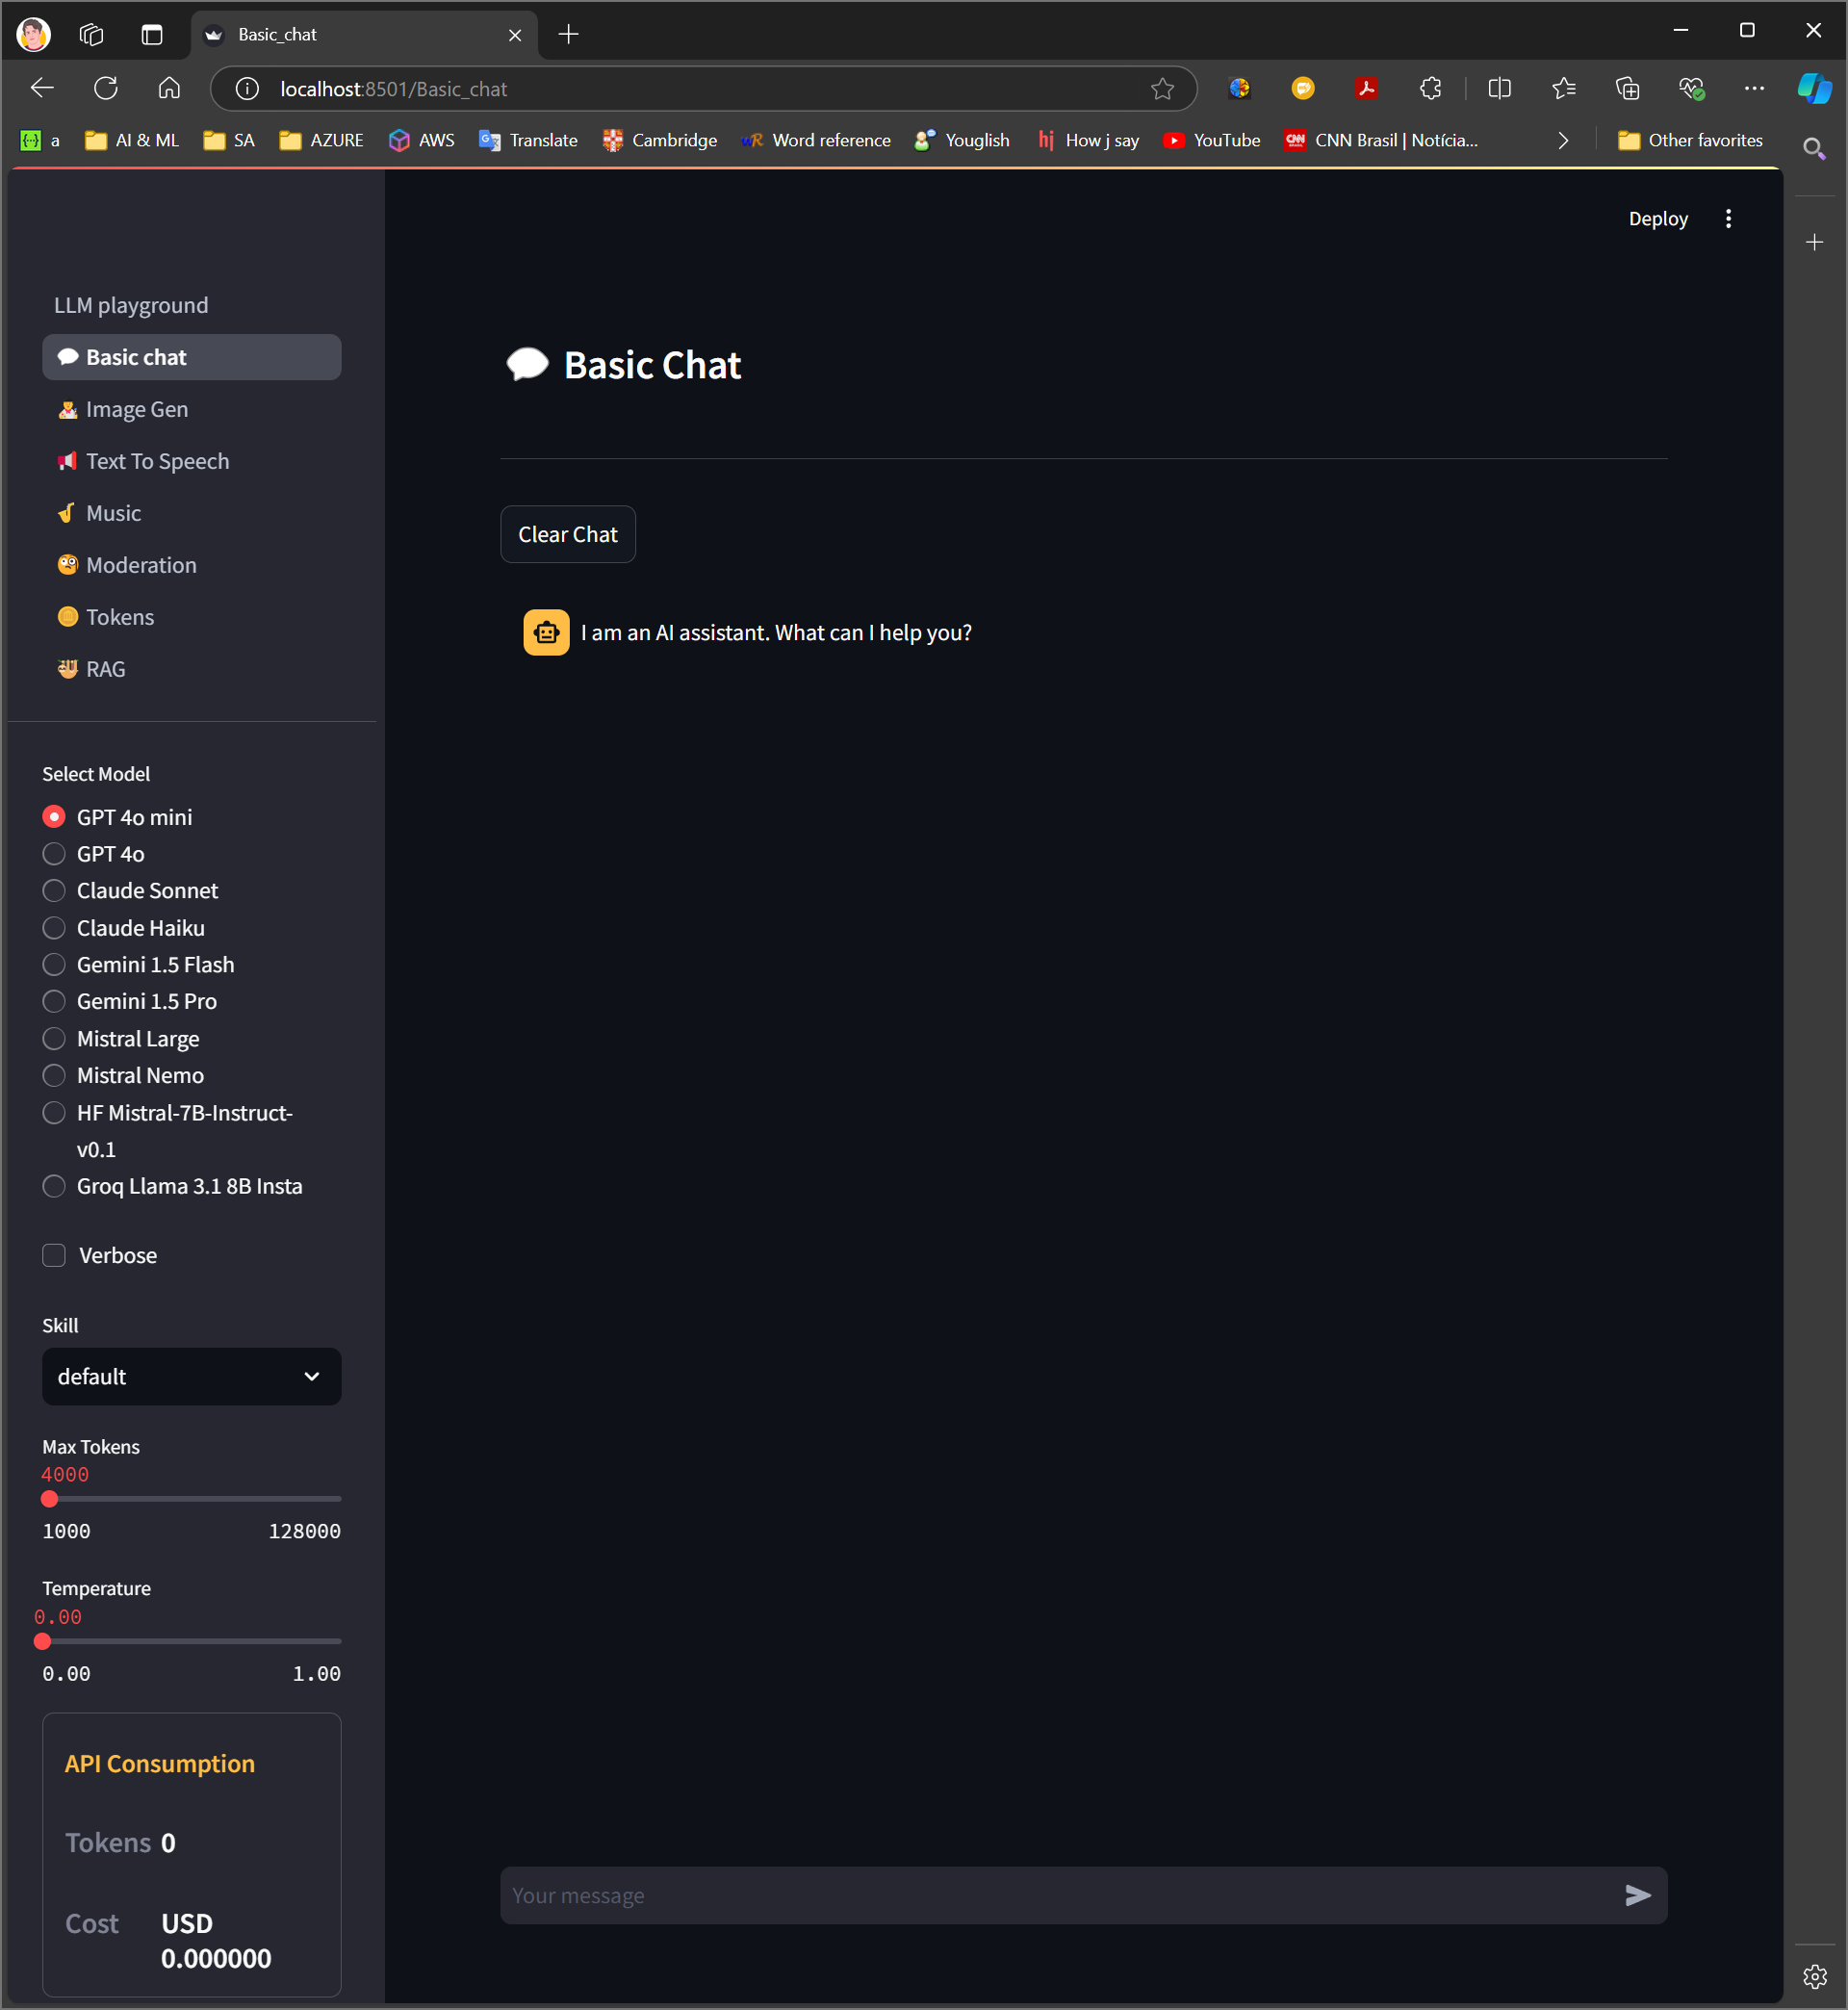 Basic_chat
localhost:8501/Basic_chat
a
AI & ML
SA
AZURE
AWS
Translate
Cambridge
WR Word reference
Youglish
hj How j say
YouTube
CNN CNN Brasil | Notícia...
Other favorites
Deploy
LLM playground
Basic chat
Image Gen
Text To Speech
Music
Moderation
Tokens
RAG
Select Model
GPT 4o mini
GPT 4o
Claude Sonnet
Claude Haiku
Gemini 1.5 Flash
Gemini 1.5 Pro
Mistral Large
Mistral Nemo
HF Mistral-7B-Instruct-
v0.1
Groq Llama 3.1 8B Insta
Verbose
Skill
default
Max Tokens
4000
1000 128000
Temperature
0.00
0.00 1.00
API Consumption
Tokens 0
Cost USD
0.000000
Basic Chat
Clear Chat
I am an AI assistant. What can I help you?
Your message